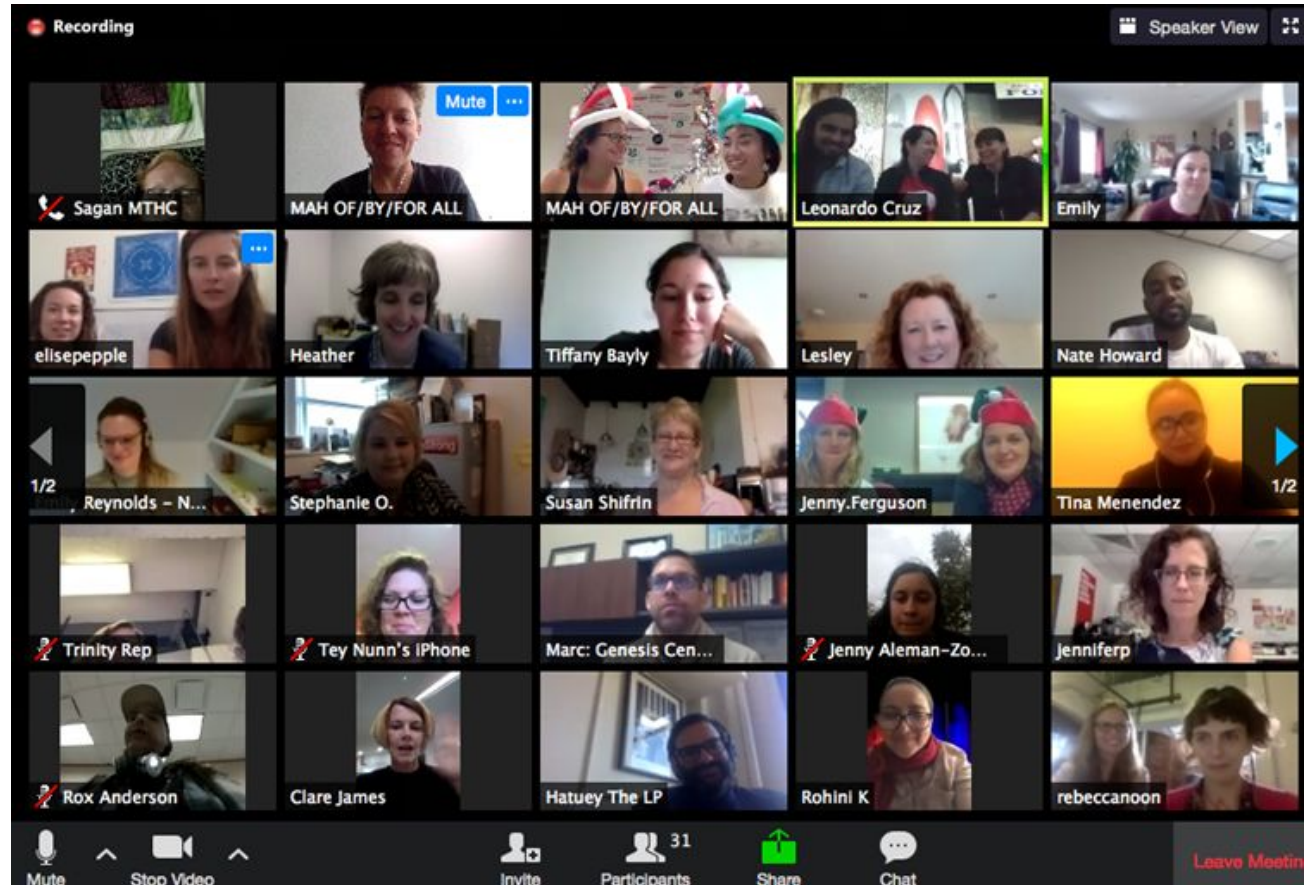 Recording
Speaker View
Mute
Sagan MTHC
MAH OF/BY/FOR ALL
MAH OF/BY/FOR ALL
Leonardo Cruz
Emily
elisepepple
Heather
Tiffany Bayly
Lesley
Nate Howard
1/2
Reynolds – N...
Stephanie O.
Susan Shifrin
Jenny.Ferguson
Tina Menendez
1/2
Trinity Rep
Tey Nunn's iPhone
Marc: Genesis Cen...
Jenny Aleman-Zo...
jenniferp
Rox Anderson
Clare James
Hatuey The LP
Rohini K
rebeccanoon
Mute
Stop Video
Invite
Participants
31
Share
Chat
Leave Meetin